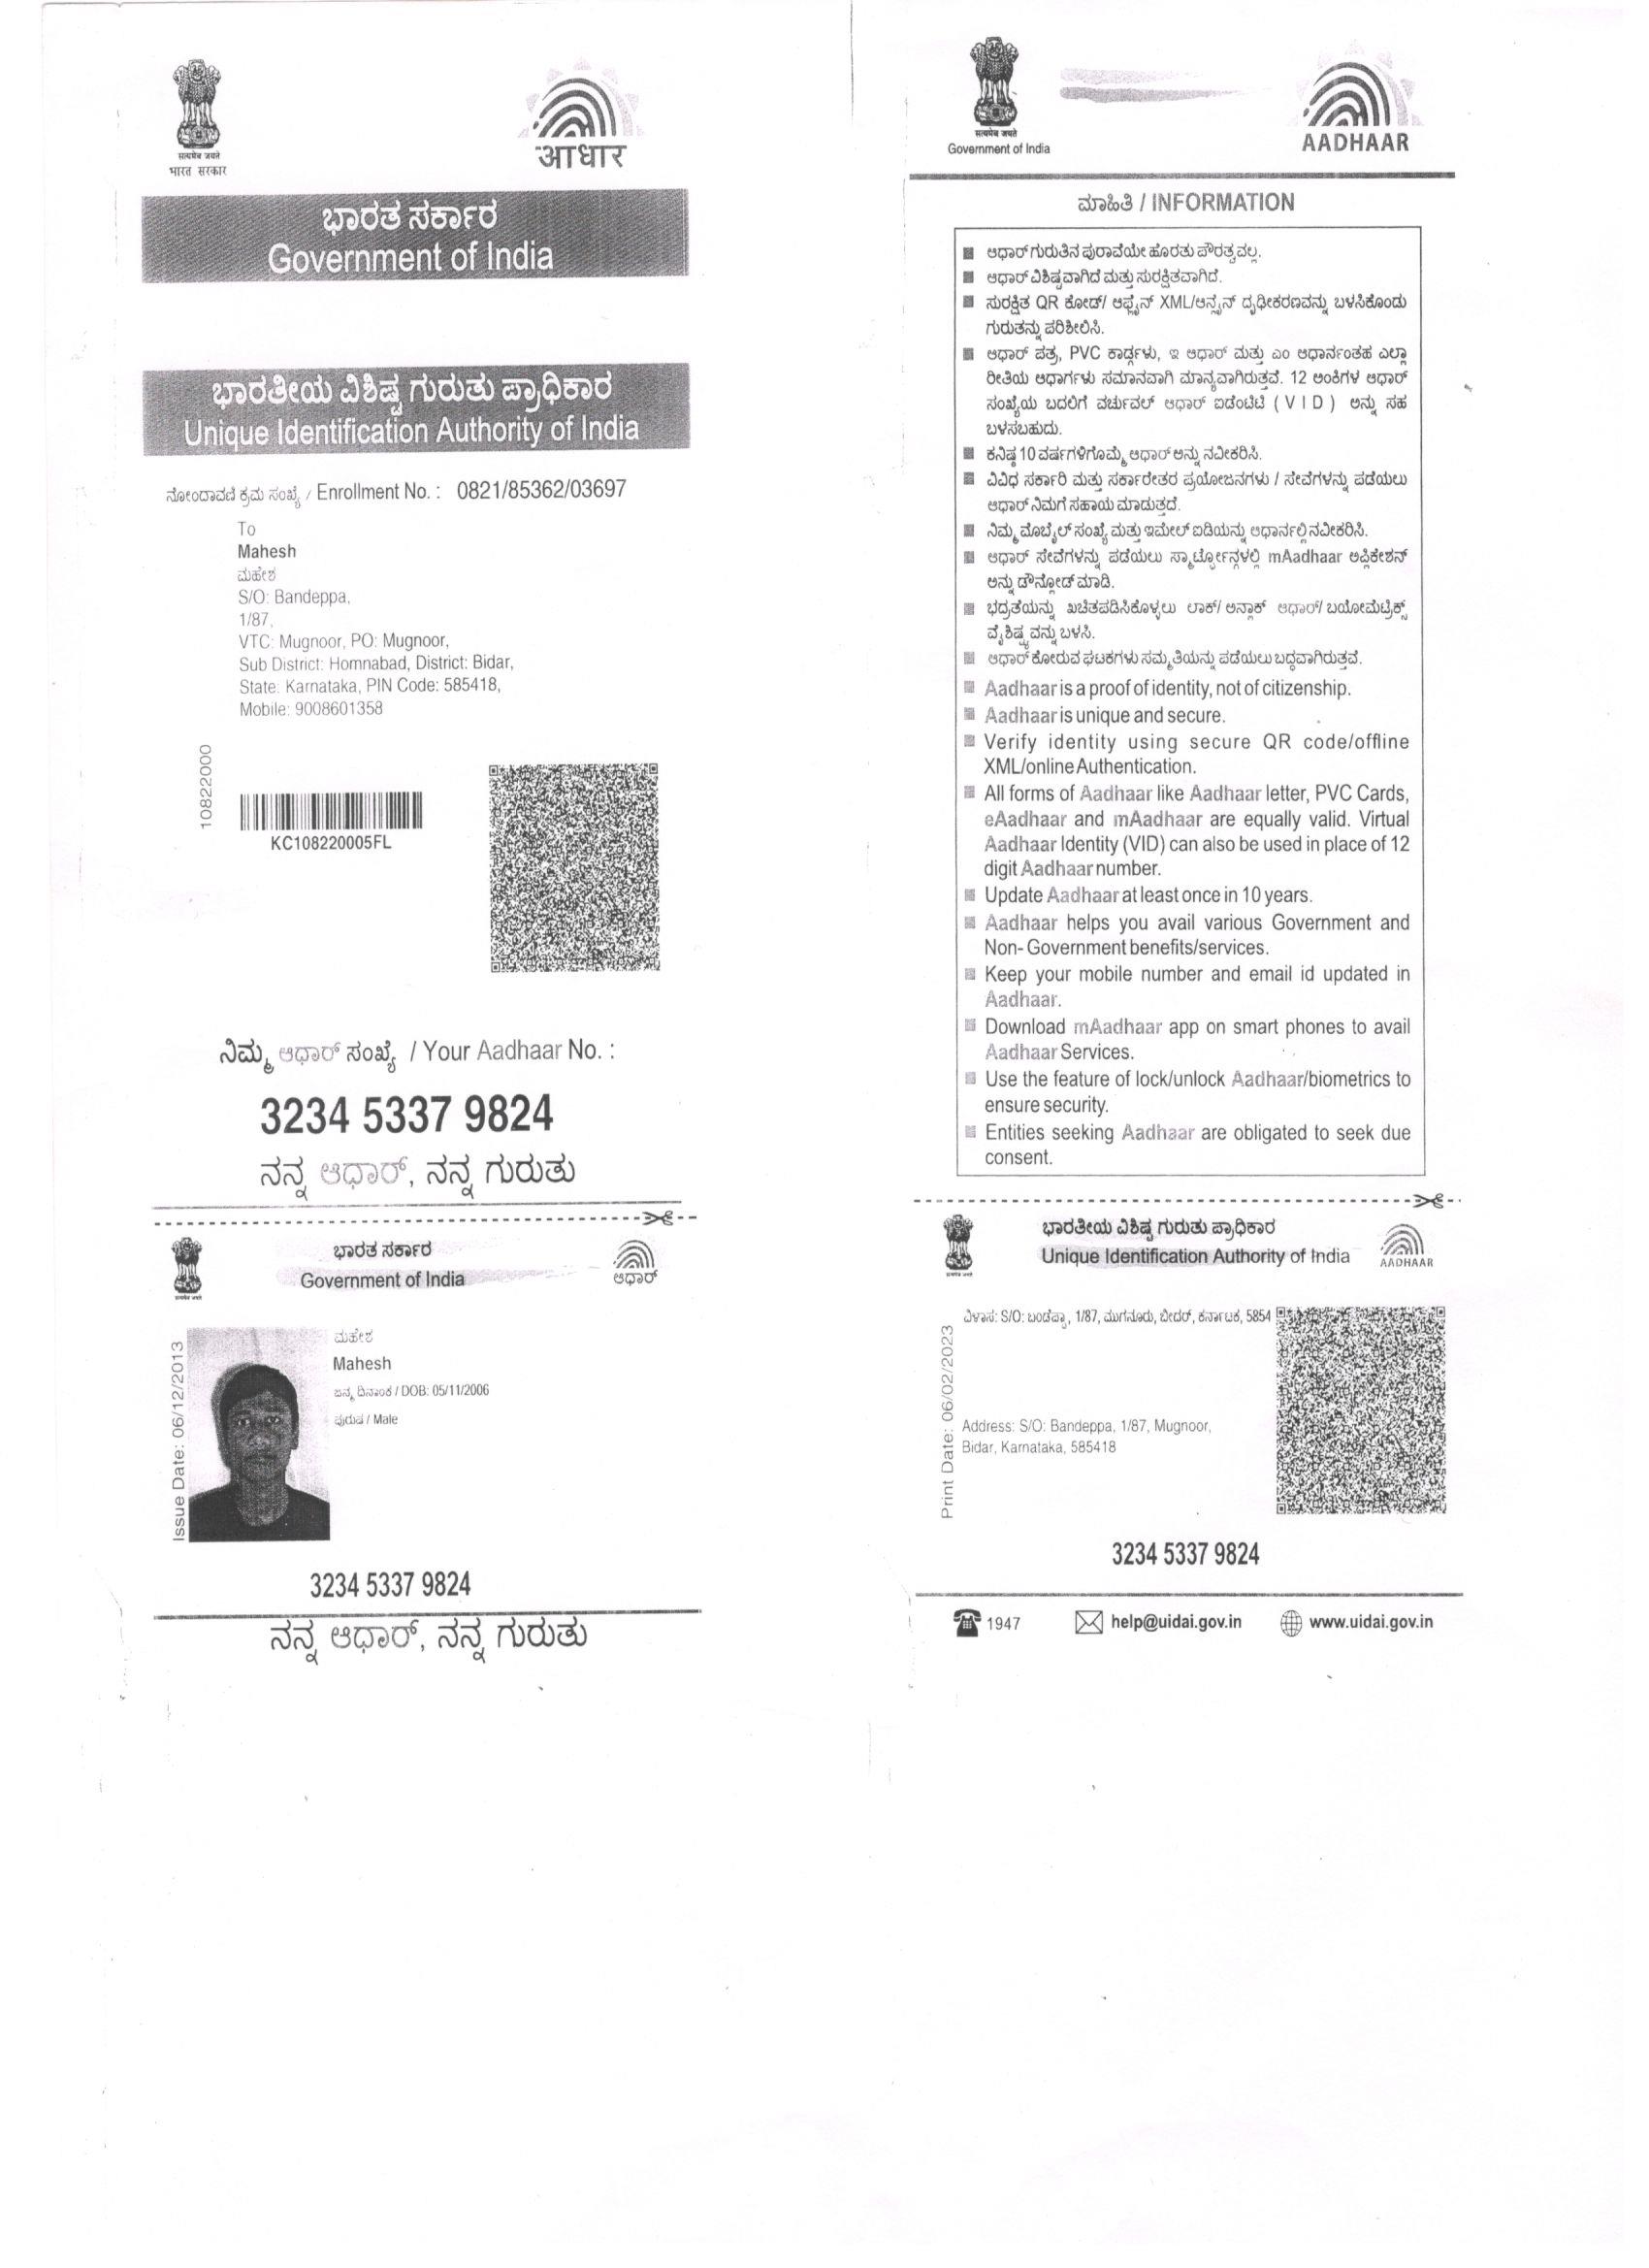 सत्यमेव जयते
भारत सरकार
आधार
ಭಾರತ ಸರ್ಕಾರ
Government of India
ಭಾರತೀಯ ವಿಶಿಷ್ಟ ಗುರುತು ಪ್ರಾಧಿಕಾರ
Unique Identification Authority of India
ನೋಂದಾವಣಿ ಕ್ರಮ ಸಂಖ್ಯೆ / Enrollment No. : 0821/85362/03697
To
Mahesh
ಮಹೇಶ
S/O: Bandeppa,
1/87,
VTC: Mugnoor, PO: Mugnoor,
Sub District: Homnabad, District: Bidar,
State: Karnataka, PIN Code: 585418,
Mobile: 9008601358
10822000
KC108220005FL
ನಿಮ್ಮ ಆಧಾರ್ ಸಂಖ್ಯೆ / Your Aadhaar No. :
3234 5337 9824
ನನ್ನ ಆಧಾರ್, ನನ್ನ ಗುರುತು
ಭಾರತ ಸರ್ಕಾರ
Government of India
ಆಧಾರ್
Issue Date: 06/12/2013
ಮಹೇಶ
Mahesh
ಜನ್ಮ ದಿನಾಂಕ / DOB: 05/11/2006
ಪುರುಷ / Male
3234 5337 9824
ನನ್ನ ಆಧಾರ್, ನನ್ನ ಗುರುತು
सत्यमेव जयते
Government of India
AADHAAR
ಮಾಹಿತಿ / INFORMATION
ಆಧಾರ್ ಗುರುತಿನ ಪುರಾವೆಯೇ ಹೊರತು ಪೌರತ್ವವಲ್ಲ.
ಆಧಾರ್ ವಿಶಿಷ್ಟವಾಗಿದೆ ಮತ್ತು ಸುರಕ್ಷಿತವಾಗಿದೆ.
ಸುರಕ್ಷಿತ QR ಕೋಡ್/ ಆಫ್ಲೈನ್ XML/ಆನ್ಲೈನ್ ದೃಢೀಕರಣವನ್ನು ಬಳಸಿಕೊಂಡು
ಗುರುತನ್ನು ಪರಿಶೀಲಿಸಿ.
ಆಧಾರ್ ಪತ್ರ, PVC ಕಾರ್ಡ್ಗಳು, ಇ ಆಧಾರ್ ಮತ್ತು ಎಂ ಆಧಾರ್ನಂತಹ ಎಲ್ಲಾ
ರೀತಿಯ ಆಧಾರ್ಗಳು ಸಮಾನವಾಗಿ ಮಾನ್ಯವಾಗಿರುತ್ತವೆ. 12 ಅಂಕಿಗಳ ಆಧಾರ್
ಸಂಖ್ಯೆಯ ಬದಲಿಗೆ ವರ್ಚುವಲ್ ಆಧಾರ್ ಐಡೆಂಟಿಟಿ (VID) ಅನ್ನು ಸಹ
ಬಳಸಬಹುದು.
ಕನಿಷ್ಠ 10 ವರ್ಷಗಳಿಗೊಮ್ಮೆ ಆಧಾರ್ ಅನ್ನು ನವೀಕರಿಸಿ.
ವಿವಿಧ ಸರ್ಕಾರಿ ಮತ್ತು ಸರ್ಕಾರೇತರ ಪ್ರಯೋಜನಗಳು / ಸೇವೆಗಳನ್ನು ಪಡೆಯಲು
ಆಧಾರ್ ನಿಮಗೆ ಸಹಾಯ ಮಾಡುತ್ತದೆ.
ನಿಮ್ಮ ಮೊಬೈಲ್ ಸಂಖ್ಯೆ ಮತ್ತು ಇಮೇಲ್ ಐಡಿಯನ್ನು ಆಧಾರ್ನಲ್ಲಿ ನವೀಕರಿಸಿ.
ಆಧಾರ್ ಸೇವೆಗಳನ್ನು ಪಡೆಯಲು ಸ್ಮಾರ್ಟ್ಫೋನ್ಗಳಲ್ಲಿ mAadhaar ಅಪ್ಲಿಕೇಶನ್
ಅನ್ನು ಡೌನ್ಲೋಡ್ ಮಾಡಿ.
ಭದ್ರತೆಯನ್ನು ಖಚಿತಪಡಿಸಿಕೊಳ್ಳಲು ಲಾಕ್/ ಅನ್ಲಾಕ್ ಆಧಾರ್/ ಬಯೋಮೆಟ್ರಿಕ್ಸ್
ವೈಶಿಷ್ಟ್ಯವನ್ನು ಬಳಸಿ.
ಆಧಾರ್ ಕೋರುವ ಘಟಕಗಳು ಸಮ್ಮತಿಯನ್ನು ಪಡೆಯಲು ಬದ್ಧವಾಗಿರುತ್ತವೆ.
Aadhaar is a proof of identity, not of citizenship.
Aadhaar is unique and secure.
Verify identity using secure QR code/offline
XML/online Authentication.
All forms of Aadhaar like Aadhaar letter, PVC Cards,
eAadhaar and mAadhaar are equally valid. Virtual
Aadhaar Identity (VID) can also be used in place of 12
digit Aadhaar number.
Update Aadhaar at least once in 10 years.
Aadhaar helps you avail various Government and
Non- Government benefits/services.
Keep your mobile number and email id updated in
Aadhaar.
Download mAadhaar app on smart phones to avail
Aadhaar Services.
Use the feature of lock/unlock Aadhaar/biometrics to
ensure security.
Entities seeking Aadhaar are obligated to seek due
consent.
ಭಾರತೀಯ ವಿಶಿಷ್ಟ ಗುರುತು ಪ್ರಾಧಿಕಾರ
Unique Identification Authority of India
AADHAAR
Print Date: 06/02/2023
ವಿಳಾಸ: S/O: ಬಂಡೆಪ್ಪಾ, 1/87, ಮುಗನೂರು, ಬೀದರ್, ಕರ್ನಾಟಕ, 5854
Address: S/O: Bandeppa, 1/87, Mugnoor,
Bidar, Karnataka, 585418
3234 5337 9824
1947
help@uidai.gov.in
www.uidai.gov.in